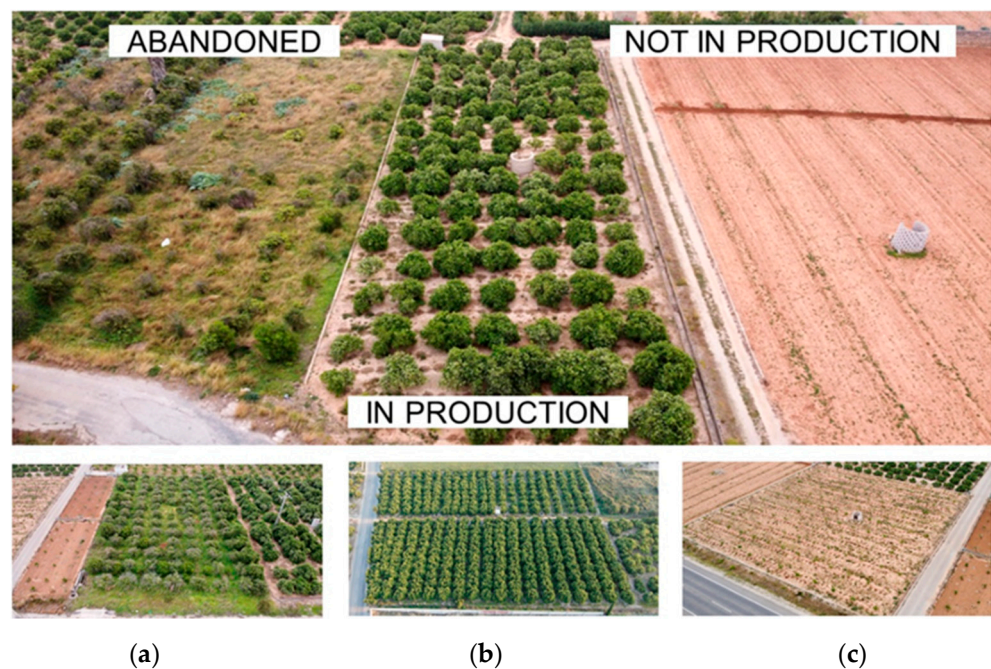 ABANDONED
NOT IN PRODUCTION
IN PRODUCTION
(a)
(b)
(c)